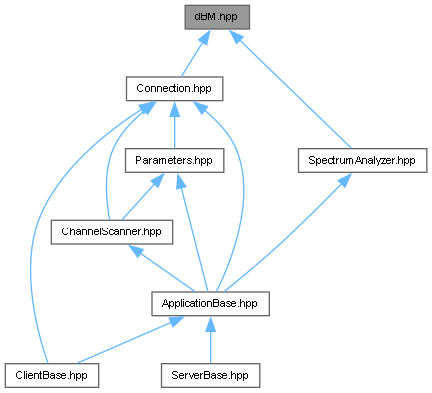 dBM.hpp
Connection.hpp
Parameters.hpp
SpectrumAnalyzer.hpp
ChannelScanner.hpp
ApplicationBase.hpp
ClientBase.hpp
ServerBase.hpp